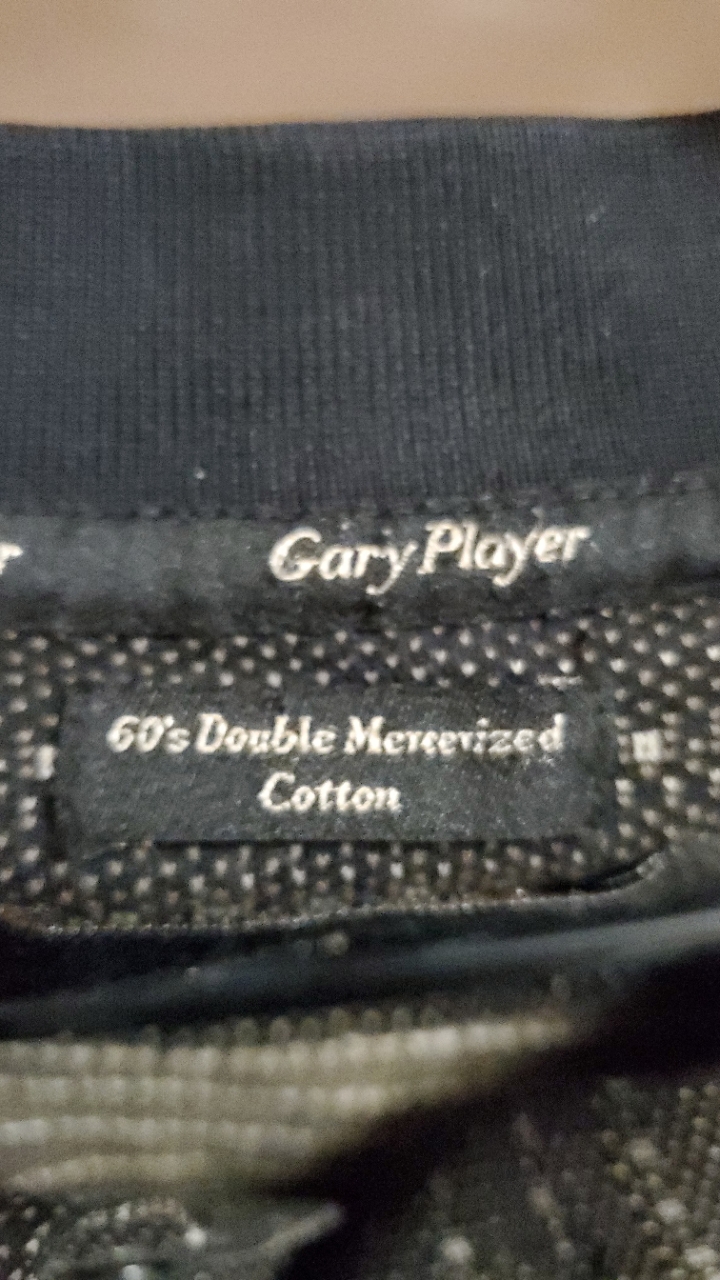 Gary Player
60's Double Mercerized
Cotton